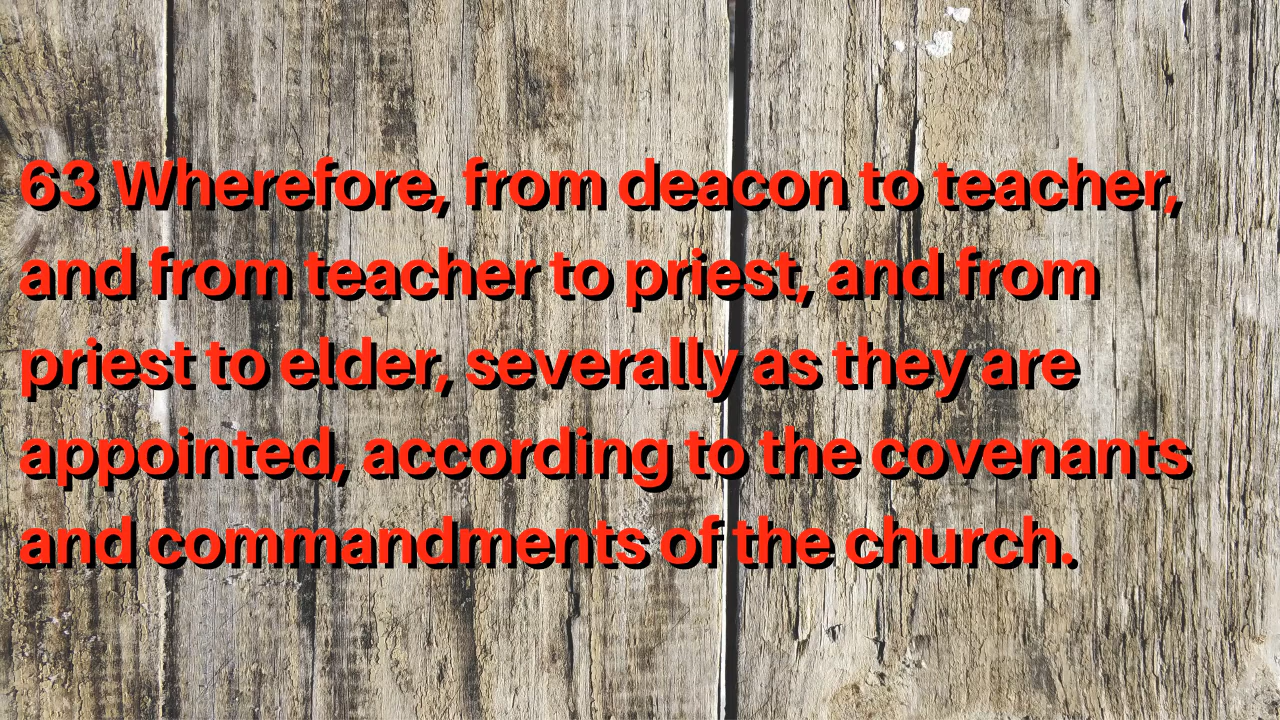 63 Wherefore, from deacon to teacher,
and from teacher to priest, and from
priest to elder, severally as they are
appointed, according to the covenants
and commandments of the church.